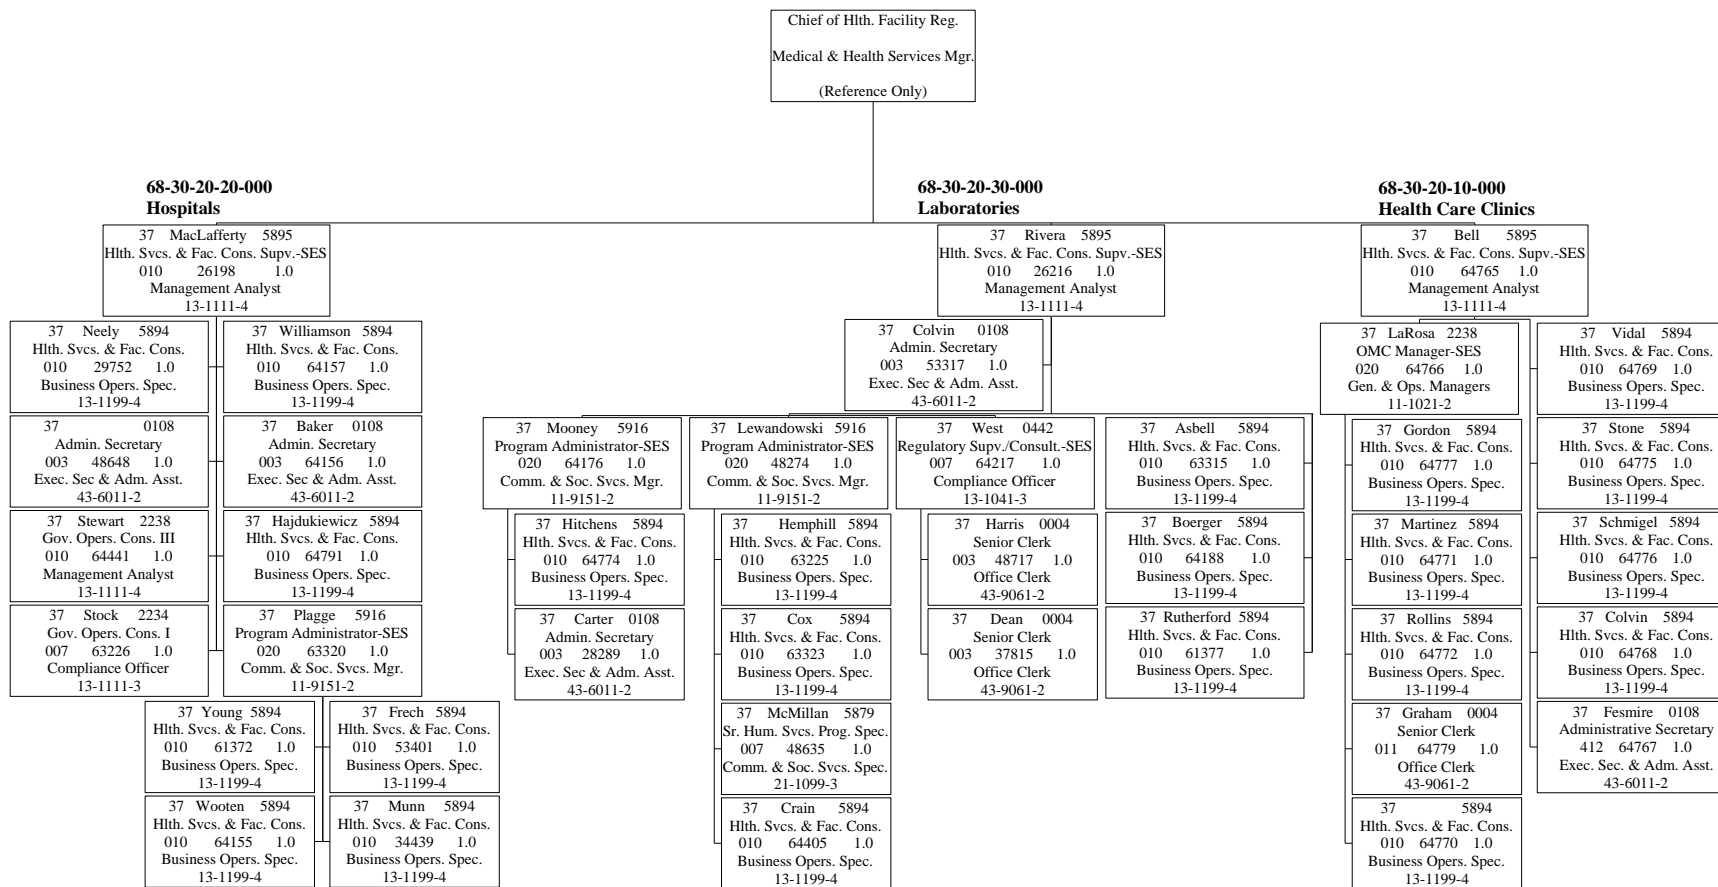 Chief of Hlth. Facility Reg.
Medical & Health Services Mgr.
(Reference Only)
68-30-20-20-000
Hospitals
37 MacLafferty 5895
Hlth. Svcs. & Fac. Cons. Supv.-SES
010 26198 1.0
Management Analyst
13-1111-4
37 Neely 5894
Hlth. Svcs. & Fac. Cons.
010 29752 1.0
Business Opers. Spec.
13-1199-4
37 Williamson 5894
Hlth. Svcs. & Fac. Cons.
010 64157 1.0
Business Opers. Spec.
13-1199-4
37 0108
Admin. Secretary
003 48648 1.0
Exec. Sec & Adm. Asst.
43-6011-2
37 Baker 0108
Admin. Secretary
003 64156 1.0
Exec. Sec & Adm. Asst.
43-6011-2
37 Stewart 2238
Gov. Opers. Cons. III
010 64441 1.0
Management Analyst
13-1111-4
37 Hajdukiewicz 5894
Hlth. Svcs. & Fac. Cons.
010 64791 1.0
Business Opers. Spec.
13-1199-4
37 Stock 2234
Gov. Opers. Cons. I
007 63226 1.0
Compliance Officer
13-1111-3
37 Plagge 5916
Program Administrator-SES
020 63320 1.0
Comm. & Soc. Svcs. Mgr.
11-9151-2
37 Young 5894
Hlth. Svcs. & Fac. Cons.
010 61372 1.0
Business Opers. Spec.
13-1199-4
37 Frech 5894
Hlth. Svcs. & Fac. Cons.
010 53401 1.0
Business Opers. Spec.
13-1199-4
37 Wooten 5894
Hlth. Svcs. & Fac. Cons.
010 64155 1.0
Business Opers. Spec.
13-1199-4
37 Munn 5894
Hlth. Svcs. & Fac. Cons.
010 34439 1.0
Business Opers. Spec.
13-1199-4
68-30-20-30-000
Laboratories
37 Rivera 5895
Hlth. Svcs. & Fac. Cons. Supv.-SES
010 26216 1.0
Management Analyst
13-1111-4
37 Colvin 0108
Admin. Secretary
003 53317 1.0
Exec. Sec & Adm. Asst.
43-6011-2
37 Mooney 5916
Program Administrator-SES
020 64176 1.0
Comm. & Soc. Svcs. Mgr.
11-9151-2
37 Hitchens 5894
Hlth. Svcs. & Fac. Cons.
010 64774 1.0
Business Opers. Spec.
13-1199-4
37 Carter 0108
Admin. Secretary
003 28289 1.0
Exec. Sec & Adm. Asst.
43-6011-2
37 Lewandowski 5916
Program Administrator-SES
020 48274 1.0
Comm. & Soc. Svcs. Mgr.
11-9151-2
37 Hemphill 5894
Hlth. Svcs. & Fac. Cons.
010 63225 1.0
Business Opers. Spec.
13-1199-4
37 Cox 5894
Hlth. Svcs. & Fac. Cons.
010 63323 1.0
Business Opers. Spec.
13-1199-4
37 McMillan 5879
Sr. Hum. Svcs. Prog. Spec.
007 48635 1.0
Comm. & Soc. Svcs. Spec.
21-1099-3
37 Crain 5894
Hlth. Svcs. & Fac. Cons.
010 64405 1.0
Business Opers. Spec.
13-1199-4
37 West 0442
Regulatory Supv./Consult.-SES
007 64217 1.0
Compliance Officer
13-1041-3
37 Harris 0004
Senior Clerk
003 48717 1.0
Office Clerk
43-9061-2
37 Dean 0004
Senior Clerk
003 37815 1.0
Office Clerk
43-9061-2
37 Asbell 5894
Hlth. Svcs. & Fac. Cons.
010 63315 1.0
Business Opers. Spec.
13-1199-4
37 Boerger 5894
Hlth. Svcs. & Fac. Cons.
010 64188 1.0
Business Opers. Spec.
13-1199-4
37 Rutherford 5894
Hlth. Svcs. & Fac. Cons.
010 61377 1.0
Business Opers. Spec.
13-1199-4
68-30-20-10-000
Health Care Clinics
37 Bell 5895
Hlth. Svcs. & Fac. Cons. Supv.-SES
010 64765 1.0
Management Analyst
13-1111-4
37 LaRosa 2238
OMC Manager-SES
020 64766 1.0
Gen. & Ops. Managers
11-1021-2
37 Gordon 5894
Hlth. Svcs. & Fac. Cons.
010 64777 1.0
Business Opers. Spec.
13-1199-4
37 Martinez 5894
Hlth. Svcs. & Fac. Cons.
010 64771 1.0
Business Opers. Spec.
13-1199-4
37 Rollins 5894
Hlth. Svcs. & Fac. Cons.
010 64772 1.0
Business Opers. Spec.
13-1199-4
37 Graham 0004
Senior Clerk
011 64779 1.0
Office Clerk
43-9061-2
37 5894
Hlth. Svcs. & Fac. Cons.
010 64770 1.0
Business Opers. Spec.
13-1199-4
37 Vidal 5894
Hlth. Svcs. & Fac. Cons.
010 64769 1.0
Business Opers. Spec.
13-1199-4
37 Stone 5894
Hlth. Svcs. & Fac. Cons.
010 64775 1.0
Business Opers. Spec.
13-1199-4
37 Schmigel 5894
Hlth. Svcs. & Fac. Cons.
010 64776 1.0
Business Opers. Spec.
13-1199-4
37 Colvin 5894
Hlth. Svcs. & Fac. Cons.
010 64768 1.0
Business Opers. Spec.
13-1199-4
37 Fesmire 0108
Administrative Secretary
412 64767 1.0
Exec. Sec. & Adm. Asst.
43-6011-2